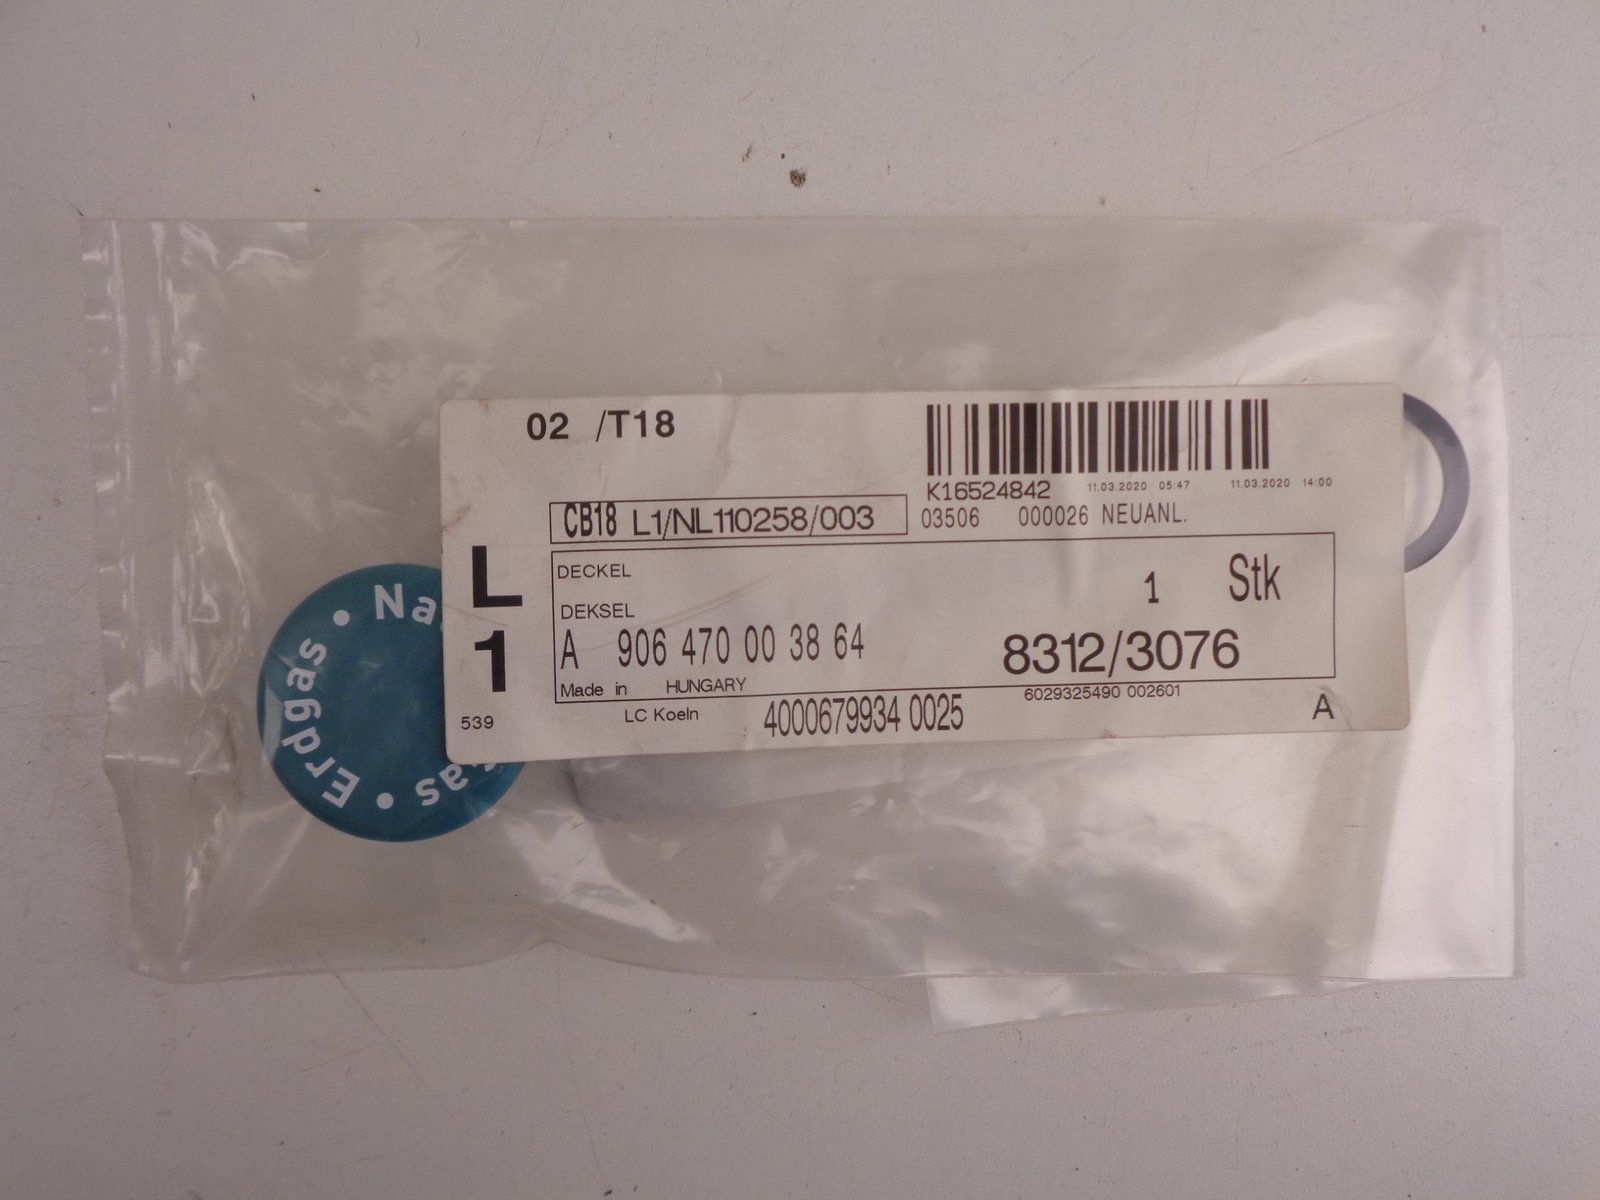 02 /T18
K16524842 11.03.2020 05:47 11.03.2020 14:00
CB18 L1/NL110258/003
03506 000026 NEUANL.
L
1
DECKEL
1 Stk
DEKSEL
A 906 470 00 38 64
8312/3076
Made in HUNGARY
6029325490 002601
539
LC Koeln
4000679934 0025
A
Erdgas • Na
Gas •